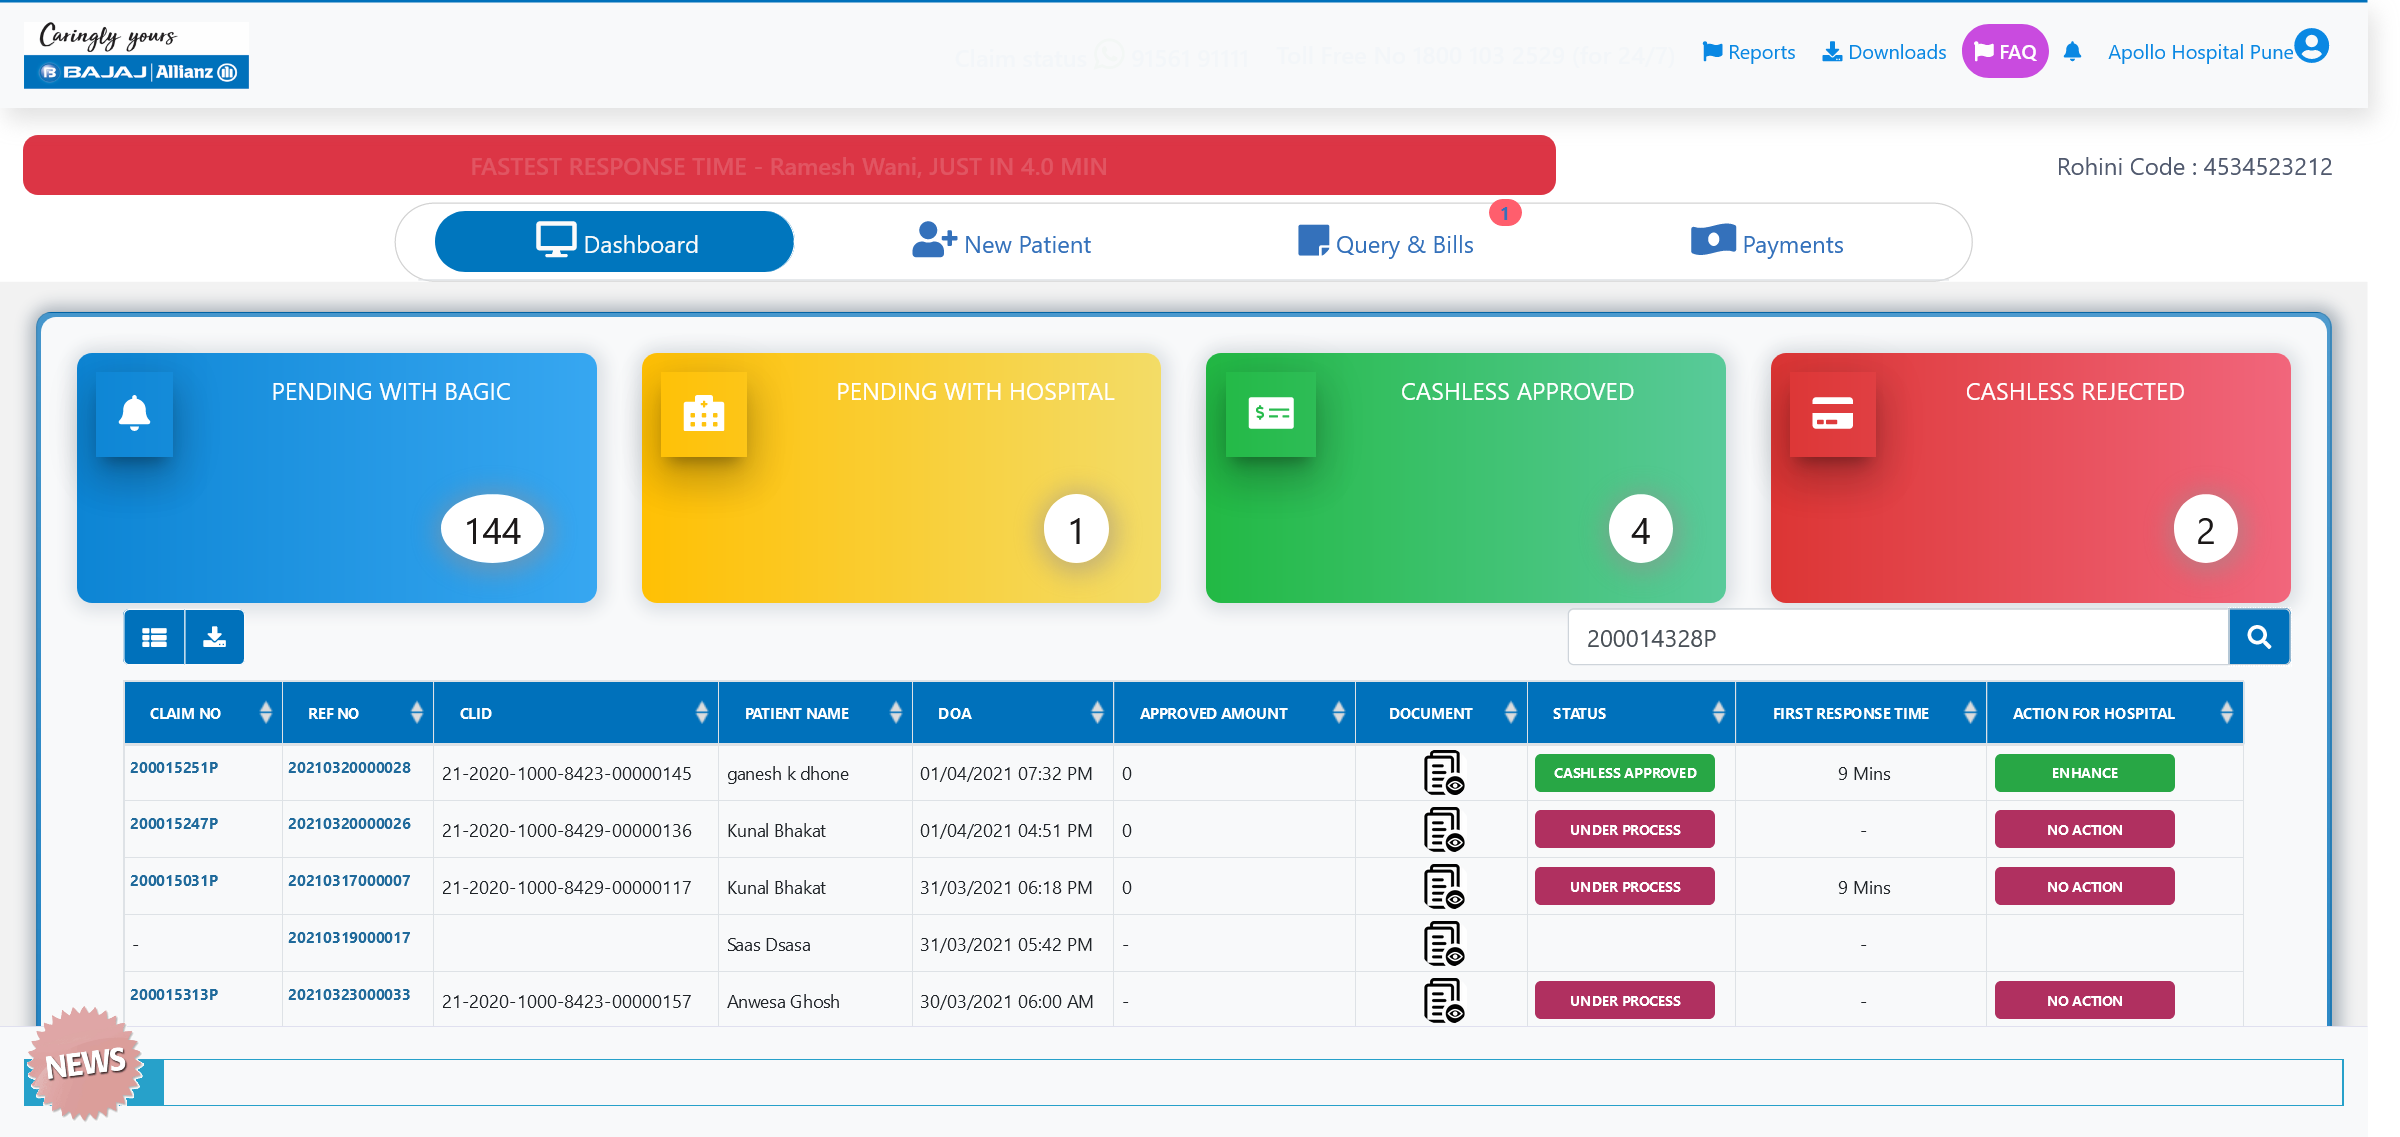 Caringly yours
BAJAJ | Allianz
Claim status 91561 91111 Toll Free No 1800 103 2529 (for 24/7)
Reports Downloads FAQ Apollo Hospital Pune
FASTEST RESPONSE TIME - Ramesh Wani, JUST IN 4.0 MIN
Rohini Code : 4534523212
Dashboard New Patient Query & Bills 1 Payments
PENDING WITH BAGIC PENDING WITH HOSPITAL CASHLESS APPROVED CASHLESS REJECTED
144 1 4 2
200014328P
CLAIM NO REF NO CLID PATIENT NAME DOA APPROVED AMOUNT DOCUMENT STATUS FIRST RESPONSE TIME ACTION FOR HOSPITAL
200015251P 20210320000028 21-2020-1000-8423-00000145 ganesh k dhone 01/04/2021 07:32 PM 0 CASHLESS APPROVED 9 Mins ENHANCE
200015247P 20210320000026 21-2020-1000-8429-00000136 Kunal Bhakat 01/04/2021 04:51 PM 0 UNDER PROCESS - NO ACTION
200015031P 20210317000007 21-2020-1000-8429-00000117 Kunal Bhakat 31/03/2021 06:18 PM 0 UNDER PROCESS 9 Mins NO ACTION
- 20210319000017 Saas Dsasa 31/03/2021 05:42 PM - -
200015313P 20210323000033 21-2020-1000-8423-00000157 Anwesa Ghosh 30/03/2021 06:00 AM - UNDER PROCESS - NO ACTION
NEWS